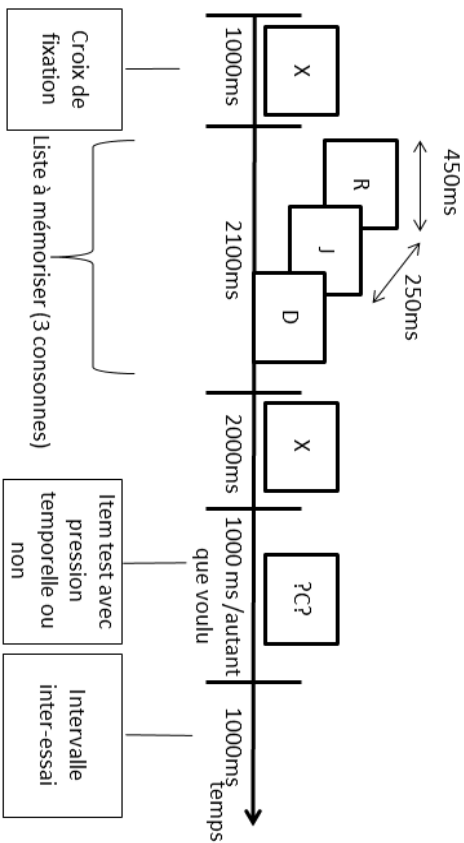 450ms
250ms
X
R
J
D
X
?C?
1000ms
2100ms
2000ms
1000 ms /autant
que voulu
1000ms
temps
Croix de
fixation
Liste à mémoriser (3 consonnes)
Item test avec
pression
temporelle ou
non
Intervalle
inter-essai